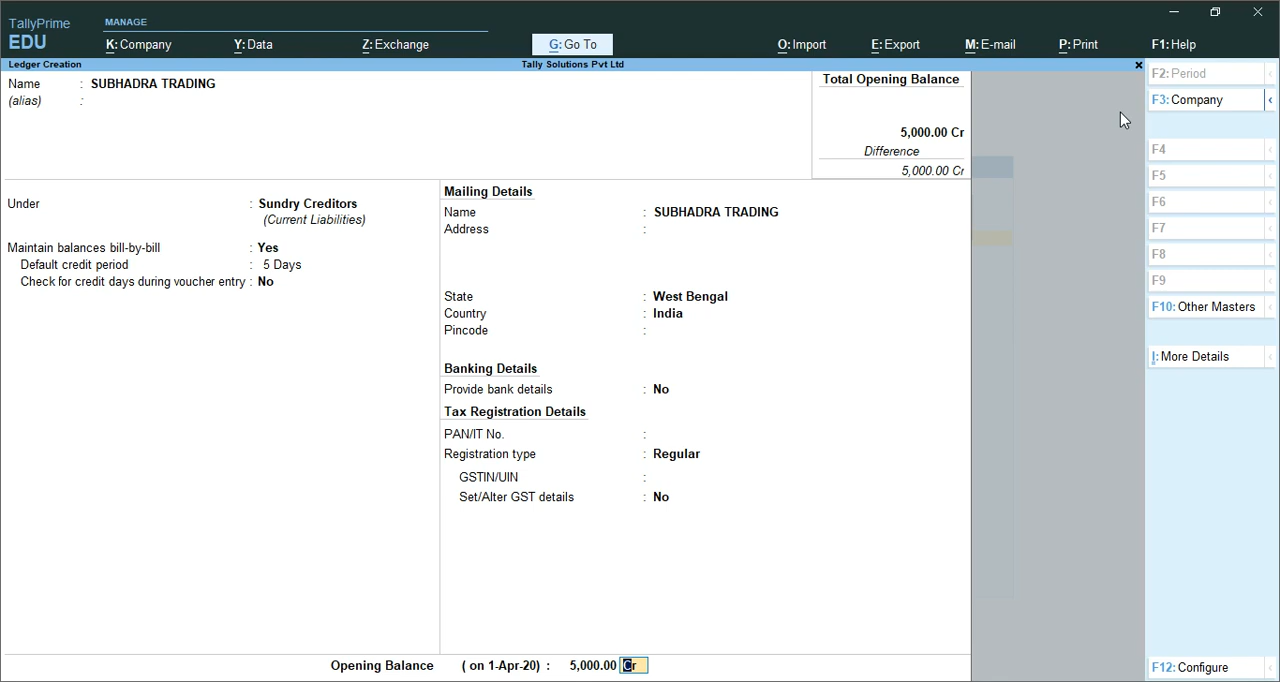 TallyPrime
EDU
MANAGE
K: Company
Y: Data
Z: Exchange
G: Go To
O: Import
E: Export
M: E-mail
P: Print
F1: Help
Ledger Creation
Tally Solutions Pvt Ltd
Name : SUBHADRA TRADING
(alias) :
Total Opening Balance
5,000.00 Cr
Difference
5,000.00 Cr
Under : Sundry Creditors
(Current Liabilities)
Maintain balances bill-by-bill : Yes
Default credit period : 5 Days
Check for credit days during voucher entry : No
Mailing Details
Name : SUBHADRA TRADING
Address :
State : West Bengal
Country : India
Pincode :
Banking Details
Provide bank details : No
Tax Registration Details
PAN/IT No. :
Registration type : Regular
GSTIN/UIN :
Set/Alter GST details : No
Opening Balance ( on 1-Apr-20) : 5,000.00 Cr
F2: Period
F3: Company
F4
F5
F6
F7
F8
F9
F10: Other Masters
I: More Details
F12: Configure